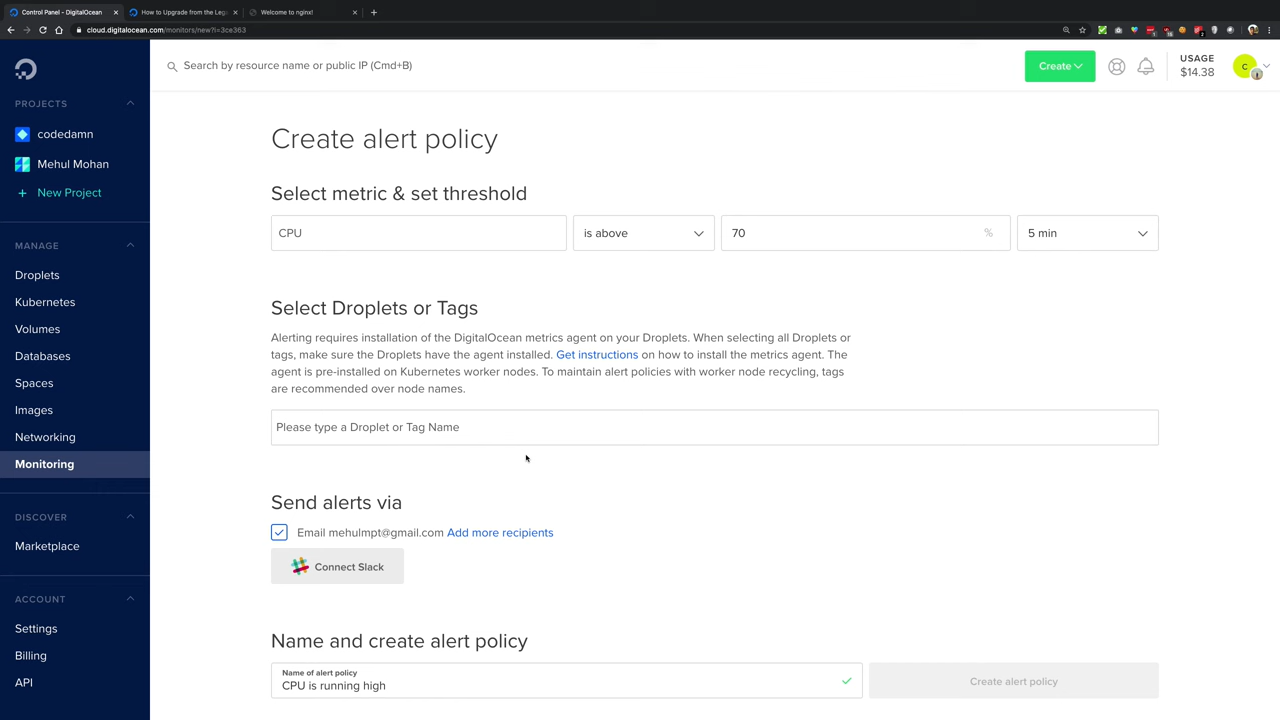 Control Panel - DigitalOcean
How to Upgrade from the Leg
Welcome to nginx!
cloud.digitalocean.com/monitors/new?i=3ce363
Search by resource name or public IP (Cmd+B)
Create
USAGE
$14.38
C
PROJECTS
codedamn
Mehul Mohan
+ New Project
MANAGE
Droplets
Kubernetes
Volumes
Databases
Spaces
Images
Networking
Monitoring
DISCOVER
Marketplace
ACCOUNT
Settings
Billing
API
Create alert policy
Select metric & set threshold
CPU
is above
70
%
5 min
Select Droplets or Tags
Alerting requires installation of the DigitalOcean metrics agent on your Droplets. When selecting all Droplets or
tags, make sure the Droplets have the agent installed. Get instructions on how to install the metrics agent. The
agent is pre-installed on Kubernetes worker nodes. To maintain alert policies with worker node recycling, tags
are recommended over node names.
Please type a Droplet or Tag Name
Send alerts via
Email mehulmpt@gmail.com Add more recipients
Connect Slack
Name and create alert policy
Name of alert policy
CPU is running high
Create alert policy